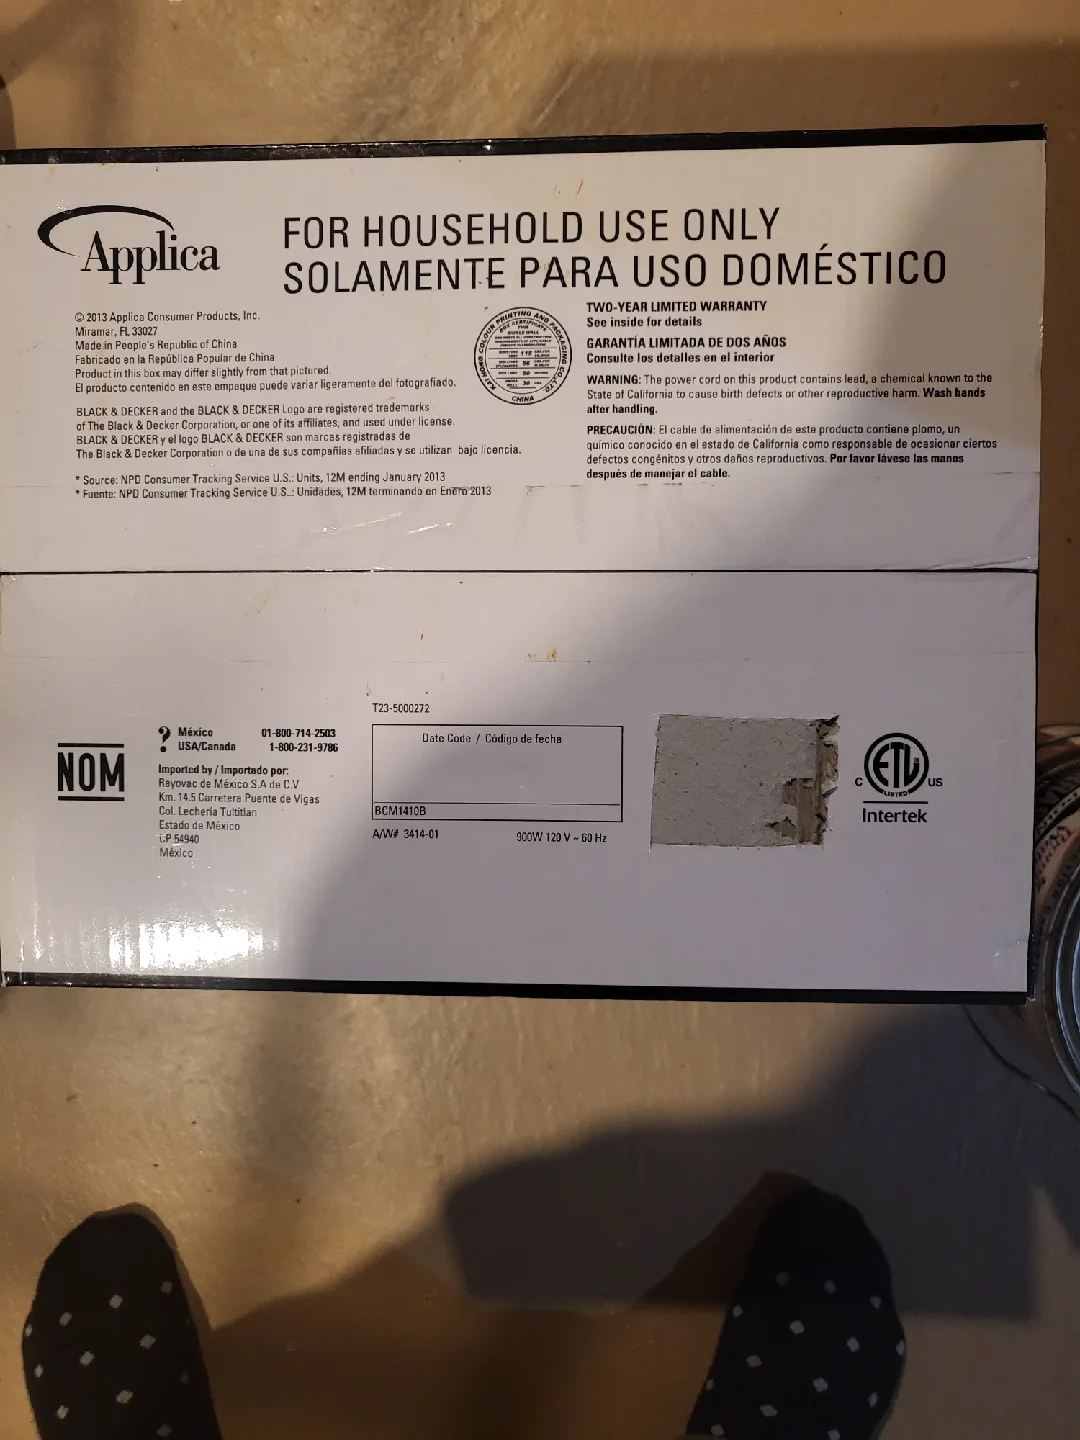 Applica
FOR HOUSEHOLD USE ONLY
SOLAMENTE PARA USO DOMÉSTICO
© 2013 Applica Consumer Products, Inc.
Miramar, FL 33027
Made in People's Republic of China
Fabricado en la República Popular de China
Product in this box may differ slightly from that pictured.
El producto contenido en este empaque puede variar ligeramente del fotografiado.
BLACK & DECKER and the BLACK & DECKER Logo are registered trademarks
of The Black & Decker Corporation, or one of its affiliates, and used under license.
BLACK & DECKER y el logo BLACK & DECKER son marcas registradas de
The Black & Decker Corporation o de una de sus compañías afiliadas y se utilizan bajo licencia.
* Source: NPD Consumer Tracking Service U.S.: Units, 12M ending January 2013
* Fuente: NPD Consumer Tracking Service U.S.: Unidades, 12M terminando en Enero 2013
COLOUR PRINTING AND PACKAGING CO. LTD
BOX CERTIFICATE
CHINA
TWO-YEAR LIMITED WARRANTY
See inside for details
GARANTÍA LIMITADA DE DOS AÑOS
Consulte los detalles en el interior
WARNING: The power cord on this product contains lead, a chemical known to the
State of California to cause birth defects or other reproductive harm. Wash hands
after handling.
PRECAUCIÓN: El cable de alimentación de este producto contiene plomo, un
químico conocido en el estado de California como responsable de ocasionar ciertos
defectos congénitos y otros daños reproductivos. Por favor lávese las manos
después de manejar el cable.
NOM
? México 01-800-714-2503
USA/Canada 1-800-231-9786
Imported by / Importado por:
Rayovac de México S.A de C.V
Km. 14.5 Carretera Puente de Vigas
Col. Lechería Tultitlan
Estado de México
CP 54940
México
T23-5000272
Date Code / Código de fecha
BCM1410B
A/W# 3414-01 900W 120 V ~ 60 Hz
C ETL US
LISTED
Intertek